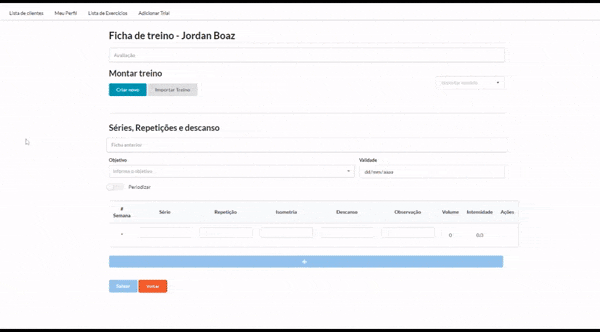 Lista de clientes Meu Perfil Lista de Exercícios Adicionar Trial
Ficha de treino - Jordan Boaz
Avaliação
Montar treino
Criar novo Importar Treino
Séries, Repetições e descanso
Ficha anterior
Objetivo Validade
Informe o objetivo... dd/mm/aaaa
Periodizar
# Semana Série Repetição Isometria Descanso Observação Volume Intensidade Ações
0 0,0
+
Salvar Voltar